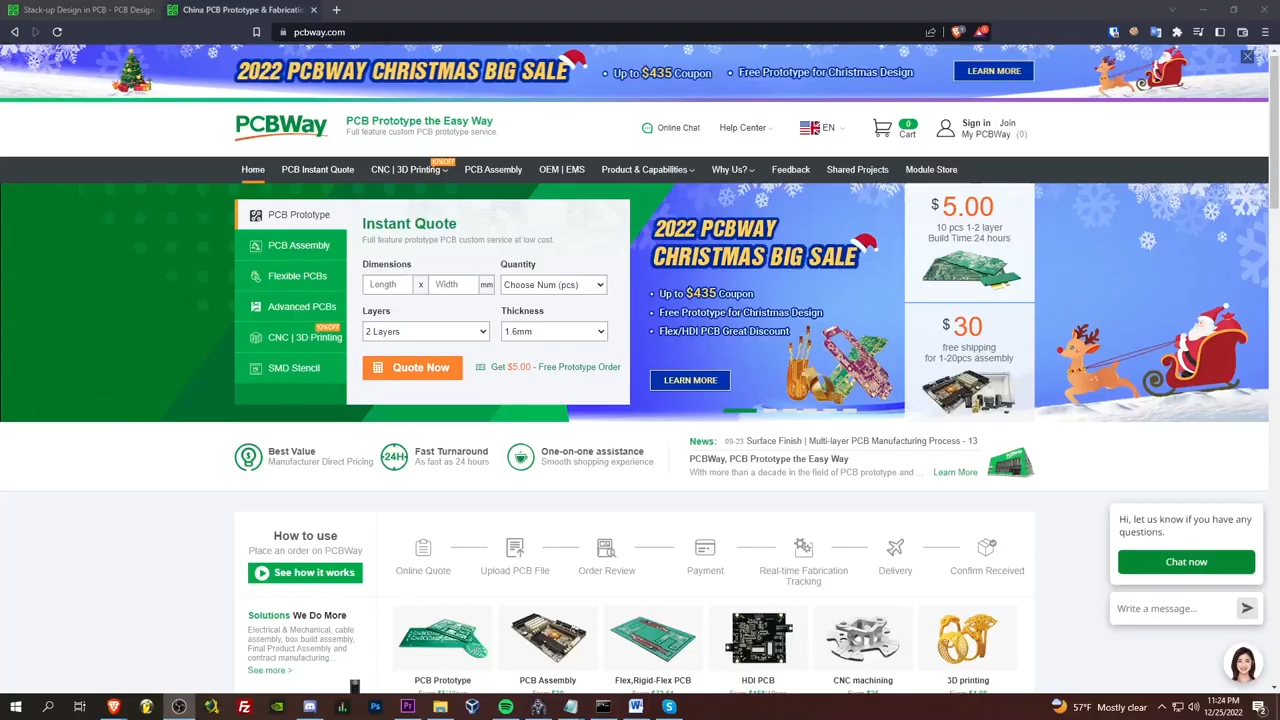 Stack-up Design in PCB - PCB Design
China PCB Prototype & Fabricatio
pcbway.com
2022 PCBWAY CHRISTMAS BIG SALE
• Up to $435 Coupon
• Free Prototype for Christmas Design
LEARN MORE
PCBWay
PCB Prototype the Easy Way
Full feature custom PCB prototype service.
Online Chat
Help Center
EN
0
Cart
Sign in Join
My PCBWay (0)
Home
PCB Instant Quote
CNC | 3D Printing
10%OFF
PCB Assembly
OEM | EMS
Product & Capabilities
Why Us?
Feedback
Shared Projects
Module Store
PCB Prototype
PCB Assembly
Flexible PCBs
Advanced PCBs
10%OFF
CNC | 3D Printing
SMD Stencil
Instant Quote
Full feature prototype PCB custom service at low cost.
Dimensions
Quantity
Length x Width mm
Choose Num (pcs)
Layers
Thickness
2 Layers
1.6mm
Quote Now
Get $5.00 - Free Prototype Order
2022 PCBWAY
CHRISTMAS BIG SALE
• Up to $435 Coupon
• Free Prototype for Christmas Design
• Flex/HDI PCB Great Discount
LEARN MORE
$ 5.00
10 pcs 1-2 layer
Build Time:24 hours
$ 30
free shipping
for 1-20pcs assembly
Best Value
Manufacturer Direct Pricing
24H
Fast Turnaround
As fast as 24 hours
One-on-one assistance
Smooth shopping experience
News: 09-23 Surface Finish | Multi-layer PCB Manufacturing Process - 13
PCBWay, PCB Prototype the Easy Way
With more than a decade in the field of PCB prototype and ... Learn More
Hi, let us know if you have any
questions.
Chat now
Write a message...
How to use
Place an order on PCBWay
See how it works
Online Quote
Upload PCB File
Order Review
Payment
Real-time Fabrication
Tracking
Delivery
Confirm Received
Solutions We Do More
Electrical & Mechanical, cable
assembly, box build assembly,
Final Product Assembly and
contract manufacturing...
See more >
PCB Prototype
PCB Assembly
Flex,Rigid-Flex PCB
HDI PCB
CNC machining
3D printing
57°F Mostly cloudy
11:24 PM
12/25/2022